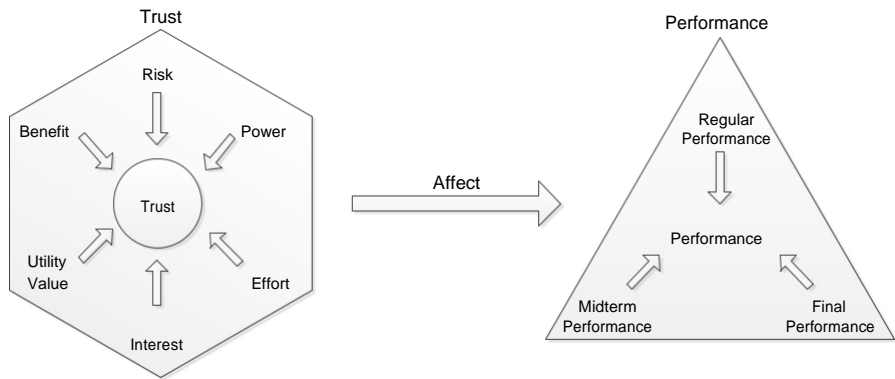 Trust
Risk
Benefit
Power
Trust
Utility
Value
Effort
Interest
Affect
Performance
Regular
Performance
Performance
Midterm
Performance
Final
Performance